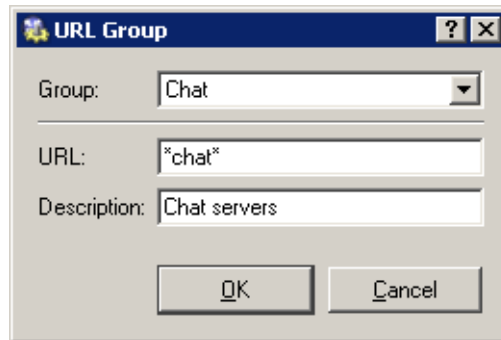 URL Group
Group: Chat
URL: *chat*
Description: Chat servers
OK Cancel